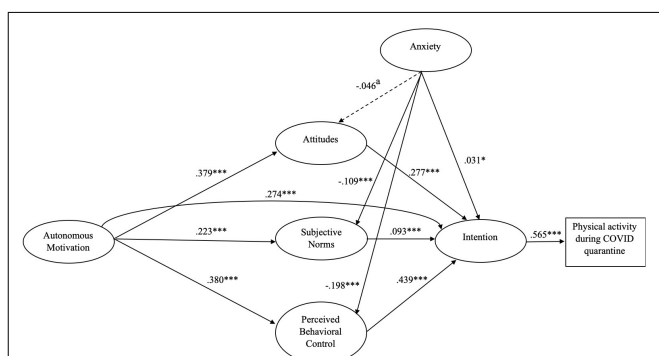 Anxiety
-.046a
Attitudes
.379***
-.109***
.277***
.031*
.274***
Autonomous
Motivation
.223***
Subjective
Norms
.093***
Intention
.565***
Physical activity
during COVID
quarantine
.380***
-.198***
.439***
Perceived
Behavioral
Control